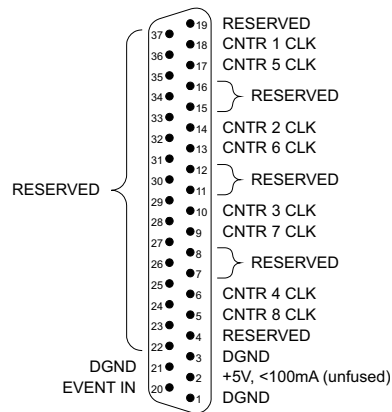 19 RESERVED
37
18 CNTR 1 CLK
36
17 CNTR 5 CLK
35
16
34
RESERVED
15
33
14 CNTR 2 CLK
32
13 CNTR 6 CLK
31
12
30
RESERVED
RESERVED
11
29
10 CNTR 3 CLK
28
9 CNTR 7 CLK
27
8
26
RESERVED
7
25
6 CNTR 4 CLK
24
5 CNTR 8 CLK
23
4 RESERVED
22
3 DGND
DGND 21
2 +5V, <100mA (unfused)
EVENT IN 20
1 DGND